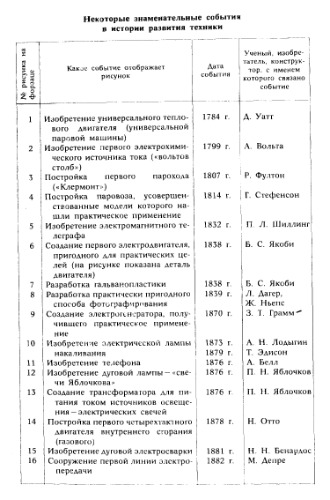 Некоторые знаменательные события
в истории развития техники
№ рисунка на форзаце
Какое событие отображает рисунок
Дата события
Ученый, изобретатель, конструктор, с именем которого связано событие
1 Изобретение универсального теплового двигателя (универсальной паровой машины) 1784 г. Д. Уатт
2 Изобретение первого электрохимического источника тока («вольтов столб») 1799 г. А. Вольта
3 Постройка первого парохода («Клермонт») 1807 г. Р. Фултон
4 Постройка паровоза, усовершенствованные модели которого нашли практическое применение 1814 г. Г. Стефенсон
5 Изобретение электромагнитного телеграфа 1832 г. П. Л. Шиллинг
6 Создание первого электродвигателя, пригодного для практических целей (на рисунке показана деталь двигателя) 1838 г. Б. С. Якоби
7 Разработка гальванопластики 1838 г. Б. С. Якоби
8 Разработка практически пригодного способа фотографирования 1839 г. Л. Дагер, Ж. Ньепс
9 Создание электрогенератора, получившего практическое применение 1870 г. З. Т. Грамм
10 Изобретение электрической лампы накаливания 1873 г. А. Н. Лодыгин
1879 г. Т. Эдисон
11 Изобретение телефона 1876 г. А. Белл
12 Изобретение дуговой лампы—«свечи Яблочкова» 1876 г. П. Н. Яблочков
13 Создание трансформатора для питания током источников освещения—электрических свечей 1876 г. П. Н. Яблочков
14 Постройка первого четырехтактного двигателя внутреннего сгорания (газового) 1878 г. Н. Отто
15 Изобретение дуговой электросварки 1881 г. Н. Н. Бенардос
16 Сооружение первой линии электропередачи 1882 г. М. Депре